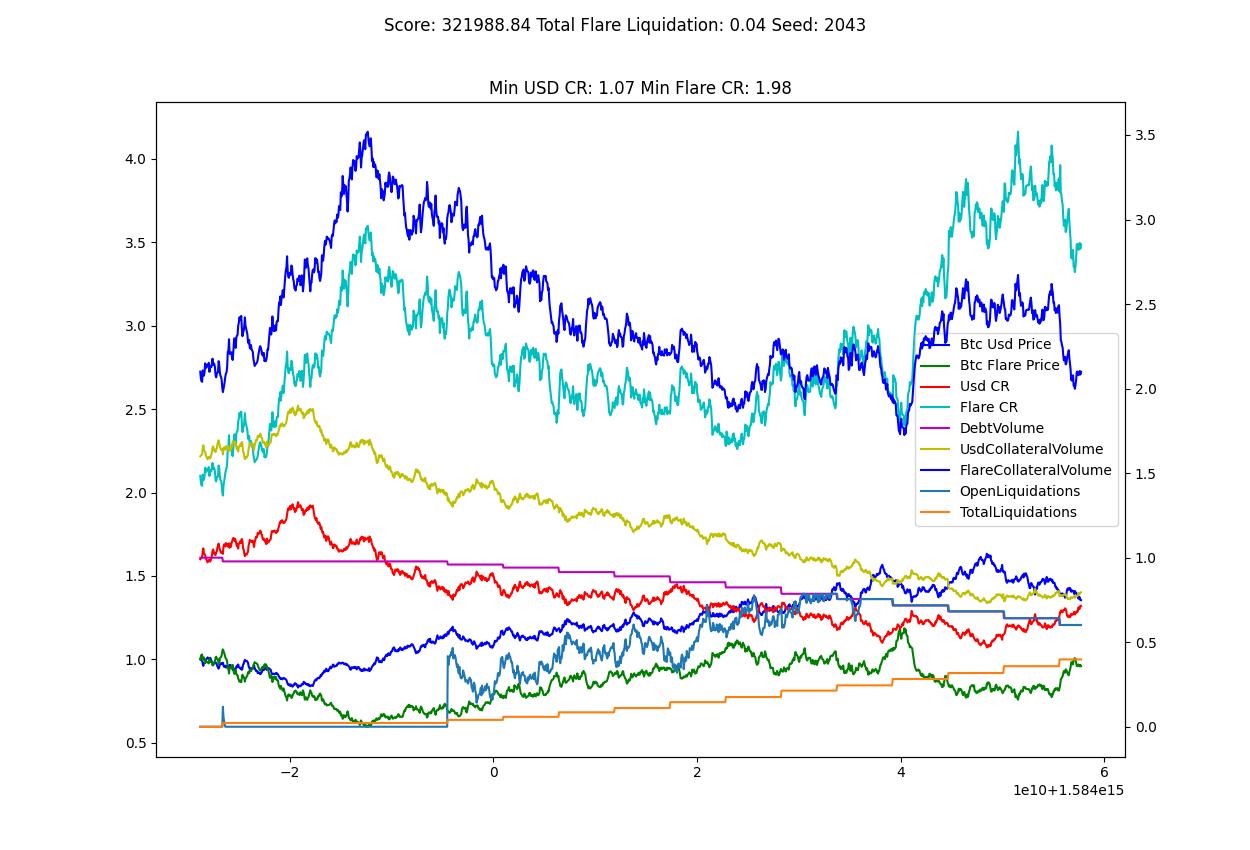 Score: 321988.84 Total Flare Liquidation: 0.04 Seed: 2043
Min USD CR: 1.07 Min Flare CR: 1.98
4.0
3.5
3.0
2.5
2.0
1.5
1.0
0.5
3.5
3.0
2.5
2.0
1.5
1.0
0.5
0.0
Btc Usd Price
Btc Flare Price
Usd CR
Flare CR
DebtVolume
UsdCollateralVolume
FlareCollateralVolume
OpenLiquidations
TotalLiquidations
−2 0 2 4 6
1e10+1.584e15